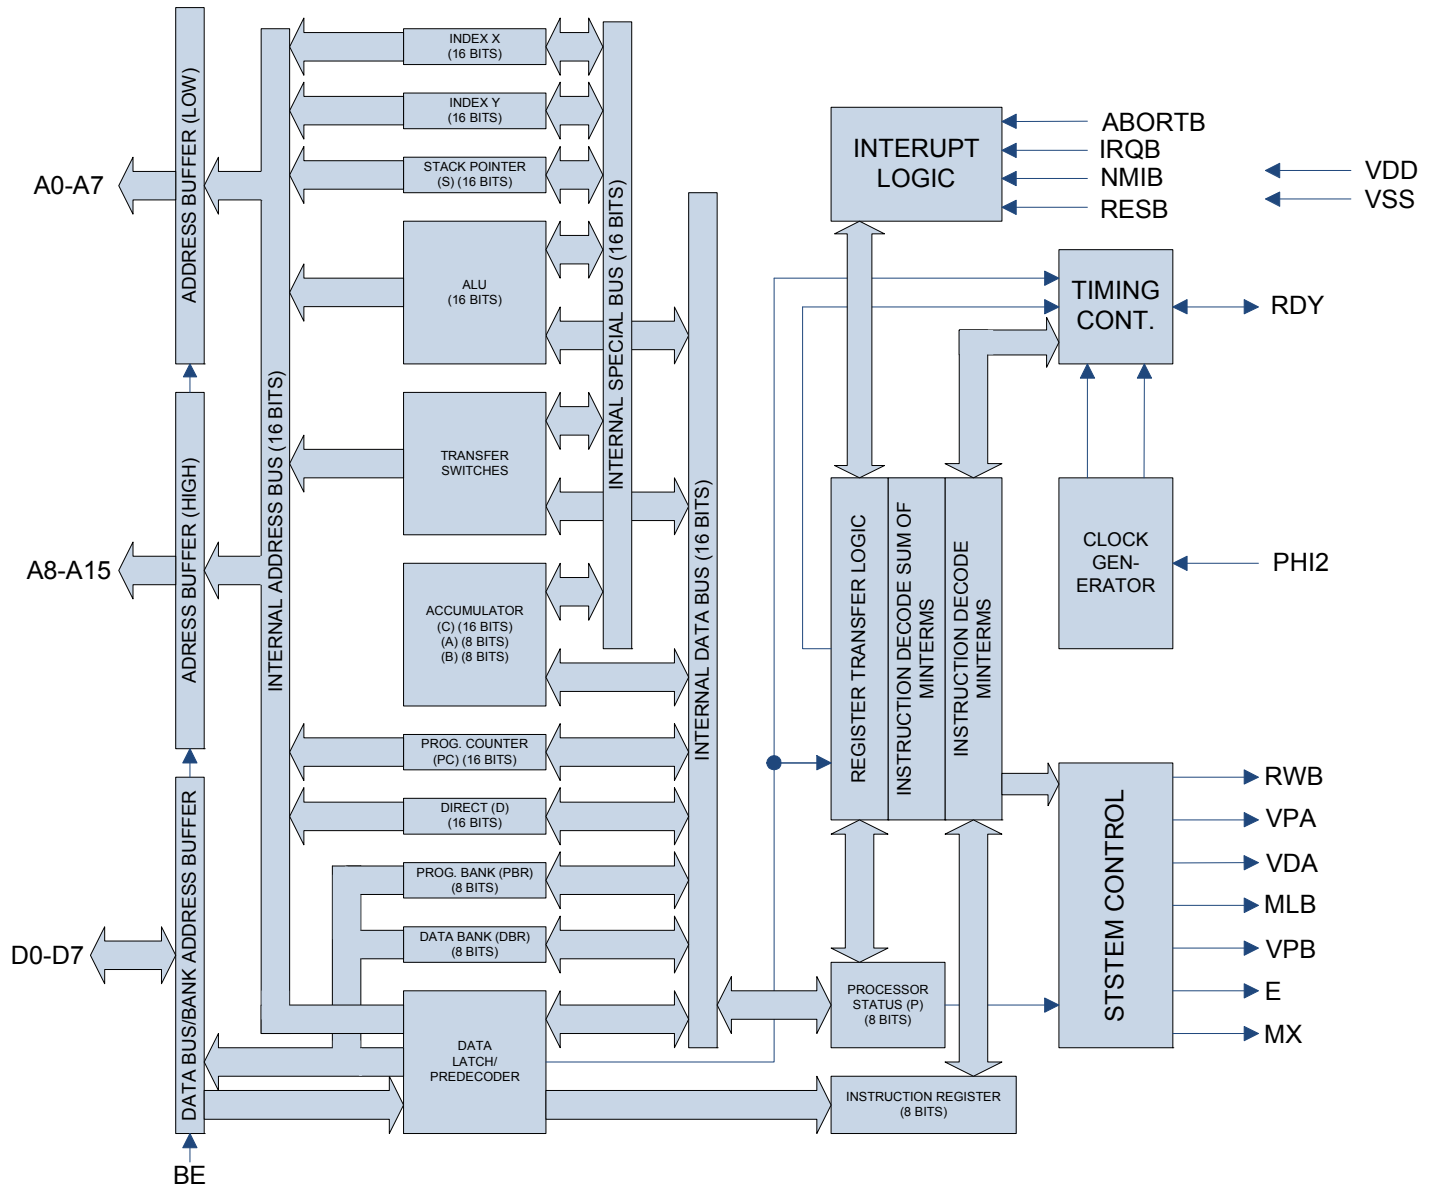 A0-A7
A8-A15
D0-D7
BE
ADDRESS BUFFER (LOW)
ADRESS BUFFER (HIGH)
DATA BUS/BANK ADDRESS BUFFER
INTERNAL ADDRESS BUS (16 BITS)
INDEX X
(16 BITS)
INDEX Y
(16 BITS)
STACK POINTER
(S) (16 BITS)
ALU
(16 BITS)
TRANSFER
SWITCHES
ACCUMULATOR
(C) (16 BITS)
(A) (8 BITS)
(B) (8 BITS)
PROG. COUNTER
(PC) (16 BITS)
DIRECT (D)
(16 BITS)
PROG. BANK (PBR)
(8 BITS)
DATA BANK (DBR)
(8 BITS)
DATA
LATCH/
PREDECODER
INTERNAL SPECIAL BUS (16 BITS)
INTERNAL DATA BUS (16 BITS)
INTERUPT
LOGIC
ABORTB
IRQB
NMIB
RESB
VDD
VSS
TIMING
CONT.
RDY
CLOCK
GEN-
ERATOR
PHI2
REGISTER TRANSFER LOGIC
INSTRUCTION DECODE SUM OF
MINTERMS
INSTRUCTION DECODE
MINTERMS
STSTEM CONTROL
RWB
VPA
VDA
MLB
VPB
E
MX
PROCESSOR
STATUS (P)
(8 BITS)
INSTRUCTION REGISTER
(8 BITS)